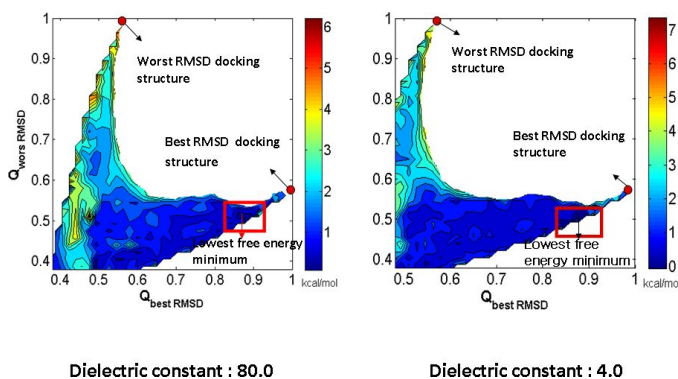 1
0.9
0.8
0.7
0.6
0.5
0.4
Q wors RMSD
0.4 0.5 0.6 0.7 0.8 0.9 1
Q best RMSD
Worst RMSD docking
structure
Best RMSD docking
structure
Lowest free energy
minimum
6
5
4
3
2
1
kcal/mol
Dielectric constant : 80.0
1
0.9
0.8
0.7
0.6
0.5
0.4
0.5 0.6 0.7 0.8 0.9 1
Q best RMSD
Worst RMSD docking
structure
Best RMSD docking
structure
Lowest free
energy minimum
7
6
5
4
3
2
1
0
kcal/mol
Dielectric constant : 4.0